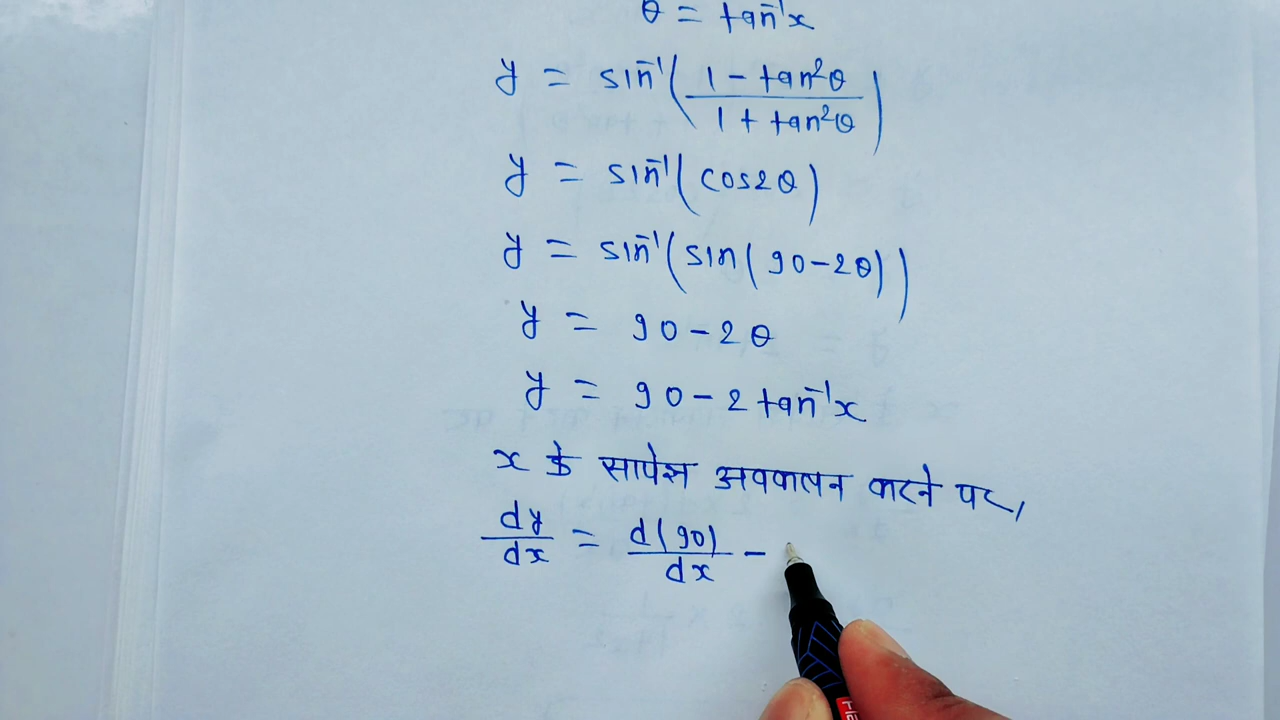 θ = tan⁻¹x
y = sin⁻¹(1 - tan²θ / 1 + tan²θ)
y = sin⁻¹(cos2θ)
y = sin⁻¹(sin(90-2θ))
y = 90-2θ
y = 90-2tan⁻¹x
x के सापेक्ष अवकलन करने पर,
dy/dx = d(90)/dx -